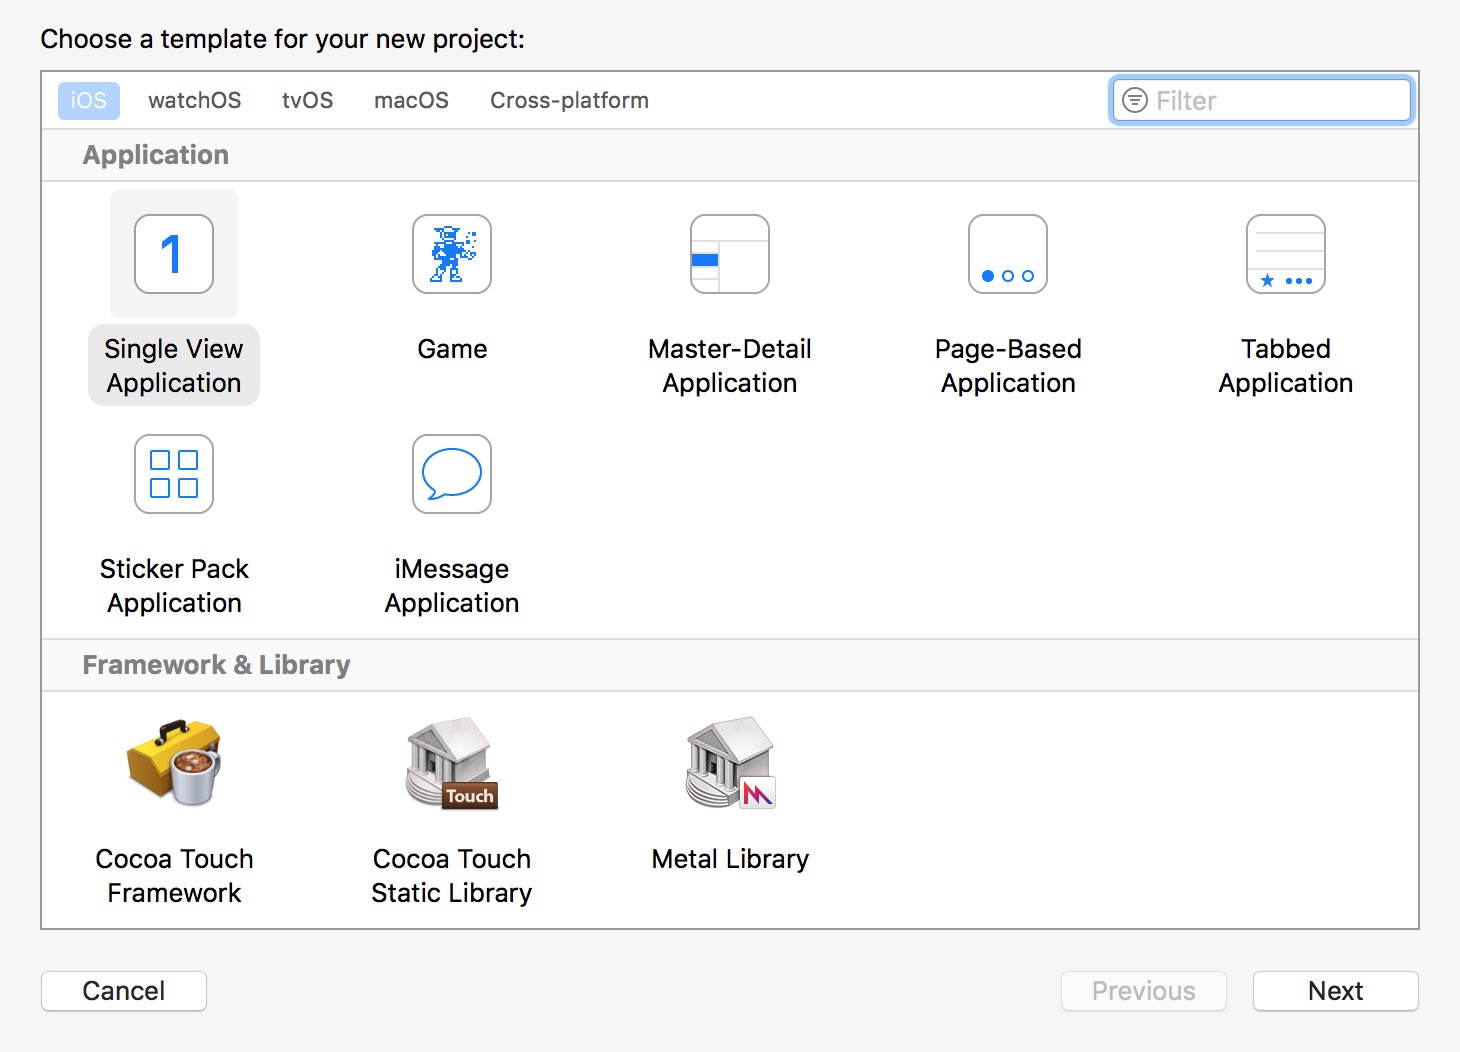 Choose a template for your new project:
iOS watchOS tvOS macOS Cross-platform Filter
Application
1
Single View
Application
Game
Master-Detail
Application
Page-Based
Application
Tabbed
Application
Sticker Pack
Application
iMessage
Application
Framework & Library
Touch
Cocoa Touch
Framework
Cocoa Touch
Static Library
Metal Library
Cancel Previous Next